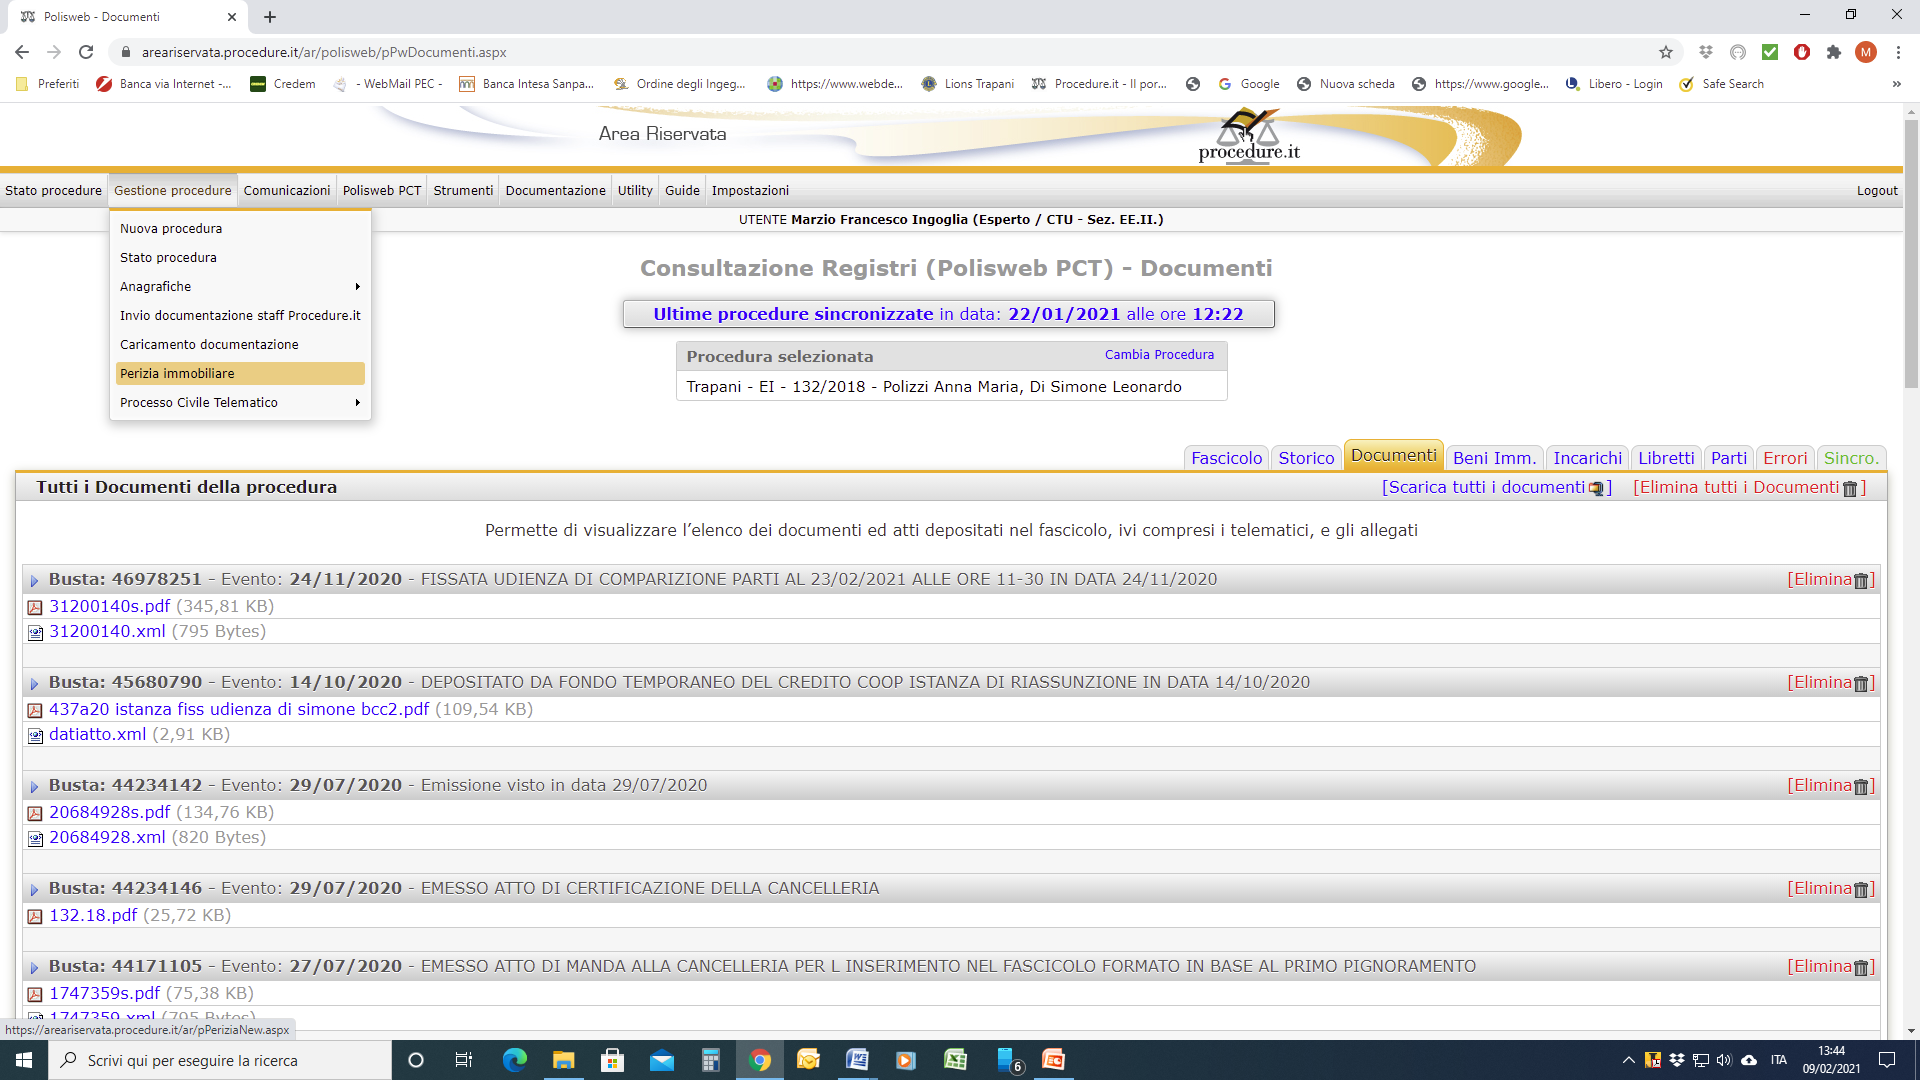 Polisweb - Documenti
areariservata.procedure.it/ar/polisweb/pPwDocumenti.aspx
M
Preferiti
Banca via Internet -...
Credem
- WebMail PEC -
Banca Intesa Sanpa...
Ordine degli Ingeg...
https://www.webde...
Lions Trapani
Procedure.it - Il por...
Google
Nuova scheda
https://www.google...
Libero - Login
Safe Search
»
Area Riservata
procedure.it
Stato procedure
Gestione procedure
Comunicazioni
Polisweb PCT
Strumenti
Documentazione
Utility
Guide
Impostazioni
Logout
UTENTE Marzio Francesco Ingoglia (Esperto / CTU - Sez. EE.II.)
Nuova procedura
Stato procedura
Anagrafiche
Invio documentazione staff Procedure.it
Caricamento documentazione
Perizia immobiliare
Processo Civile Telematico
Consultazione Registri (Polisweb PCT) - Documenti
Ultime procedure sincronizzate in data: 22/01/2021 alle ore 12:22
Procedura selezionata
Cambia Procedura
Trapani - EI - 132/2018 - Polizzi Anna Maria, Di Simone Leonardo
Fascicolo
Storico
Documenti
Beni Imm.
Incarichi
Libretti
Parti
Errori
Sincro.
Tutti i Documenti della procedura
[Scarica tutti i documenti]
[Elimina tutti i Documenti]
Permette di visualizzare l’elenco dei documenti ed atti depositati nel fascicolo, ivi compresi i telematici, e gli allegati
Busta: 46978251 - Evento: 24/11/2020 - FISSATA UDIENZA DI COMPARIZIONE PARTI AL 23/02/2021 ALLE ORE 11-30 IN DATA 24/11/2020
[Elimina]
31200140s.pdf (345,81 KB)
31200140.xml (795 Bytes)
Busta: 45680790 - Evento: 14/10/2020 - DEPOSITATO DA FONDO TEMPORANEO DEL CREDITO COOP ISTANZA DI RIASSUNZIONE IN DATA 14/10/2020
[Elimina]
437a20 istanza fiss udienza di simone bcc2.pdf (109,54 KB)
datiatto.xml (2,91 KB)
Busta: 44234142 - Evento: 29/07/2020 - Emissione visto in data 29/07/2020
[Elimina]
20684928s.pdf (134,76 KB)
20684928.xml (820 Bytes)
Busta: 44234146 - Evento: 29/07/2020 - EMESSO ATTO DI CERTIFICAZIONE DELLA CANCELLERIA
[Elimina]
132.18.pdf (25,72 KB)
Busta: 44171105 - Evento: 27/07/2020 - EMESSO ATTO DI MANDA ALLA CANCELLERIA PER L INSERIMENTO NEL FASCICOLO FORMATO IN BASE AL PRIMO PIGNORAMENTO
[Elimina]
1747359s.pdf (75,38 KB)
1747359.xml (795 Bytes)
https://areariservata.procedure.it/ar/pPeriziaNew.aspx
Scrivi qui per eseguire la ricerca
6
ITA
13:44
09/02/2021